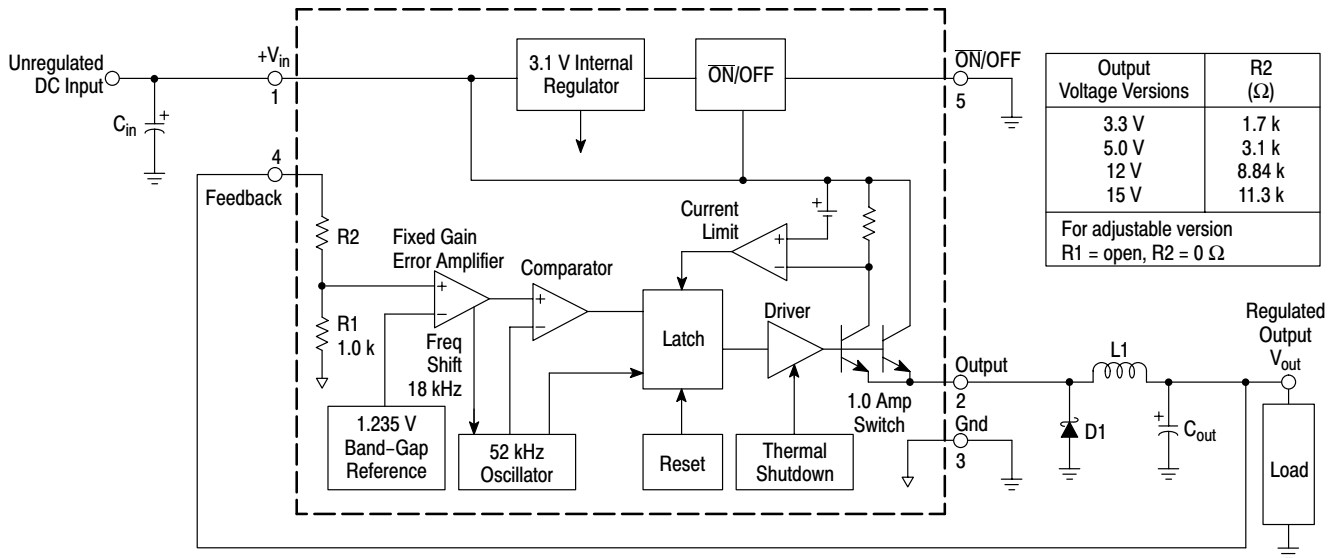 Unregulated
DC Input
+Vin
1
Cin
+
4
Feedback
3.1 V Internal
Regulator
ON/OFF
ON/OFF
5
Output
Voltage Versions
R2
(Ω)
3.3 V
1.7 k
5.0 V
3.1 k
12 V
8.84 k
15 V
11.3 k
For adjustable version
R1 = open, R2 = 0 Ω
R2
R1
1.0 k
Fixed Gain
Error Amplifier
+
−
Freq
Shift
18 kHz
Comparator
+
−
Current
Limit
+
−
+
Latch
Driver
1.0 Amp
Switch
1.235 V
Band−Gap
Reference
52 kHz
Oscillator
Reset
Thermal
Shutdown
Output
2
Gnd
3
L1
D1
+
Cout
Regulated
Output
Vout
Load